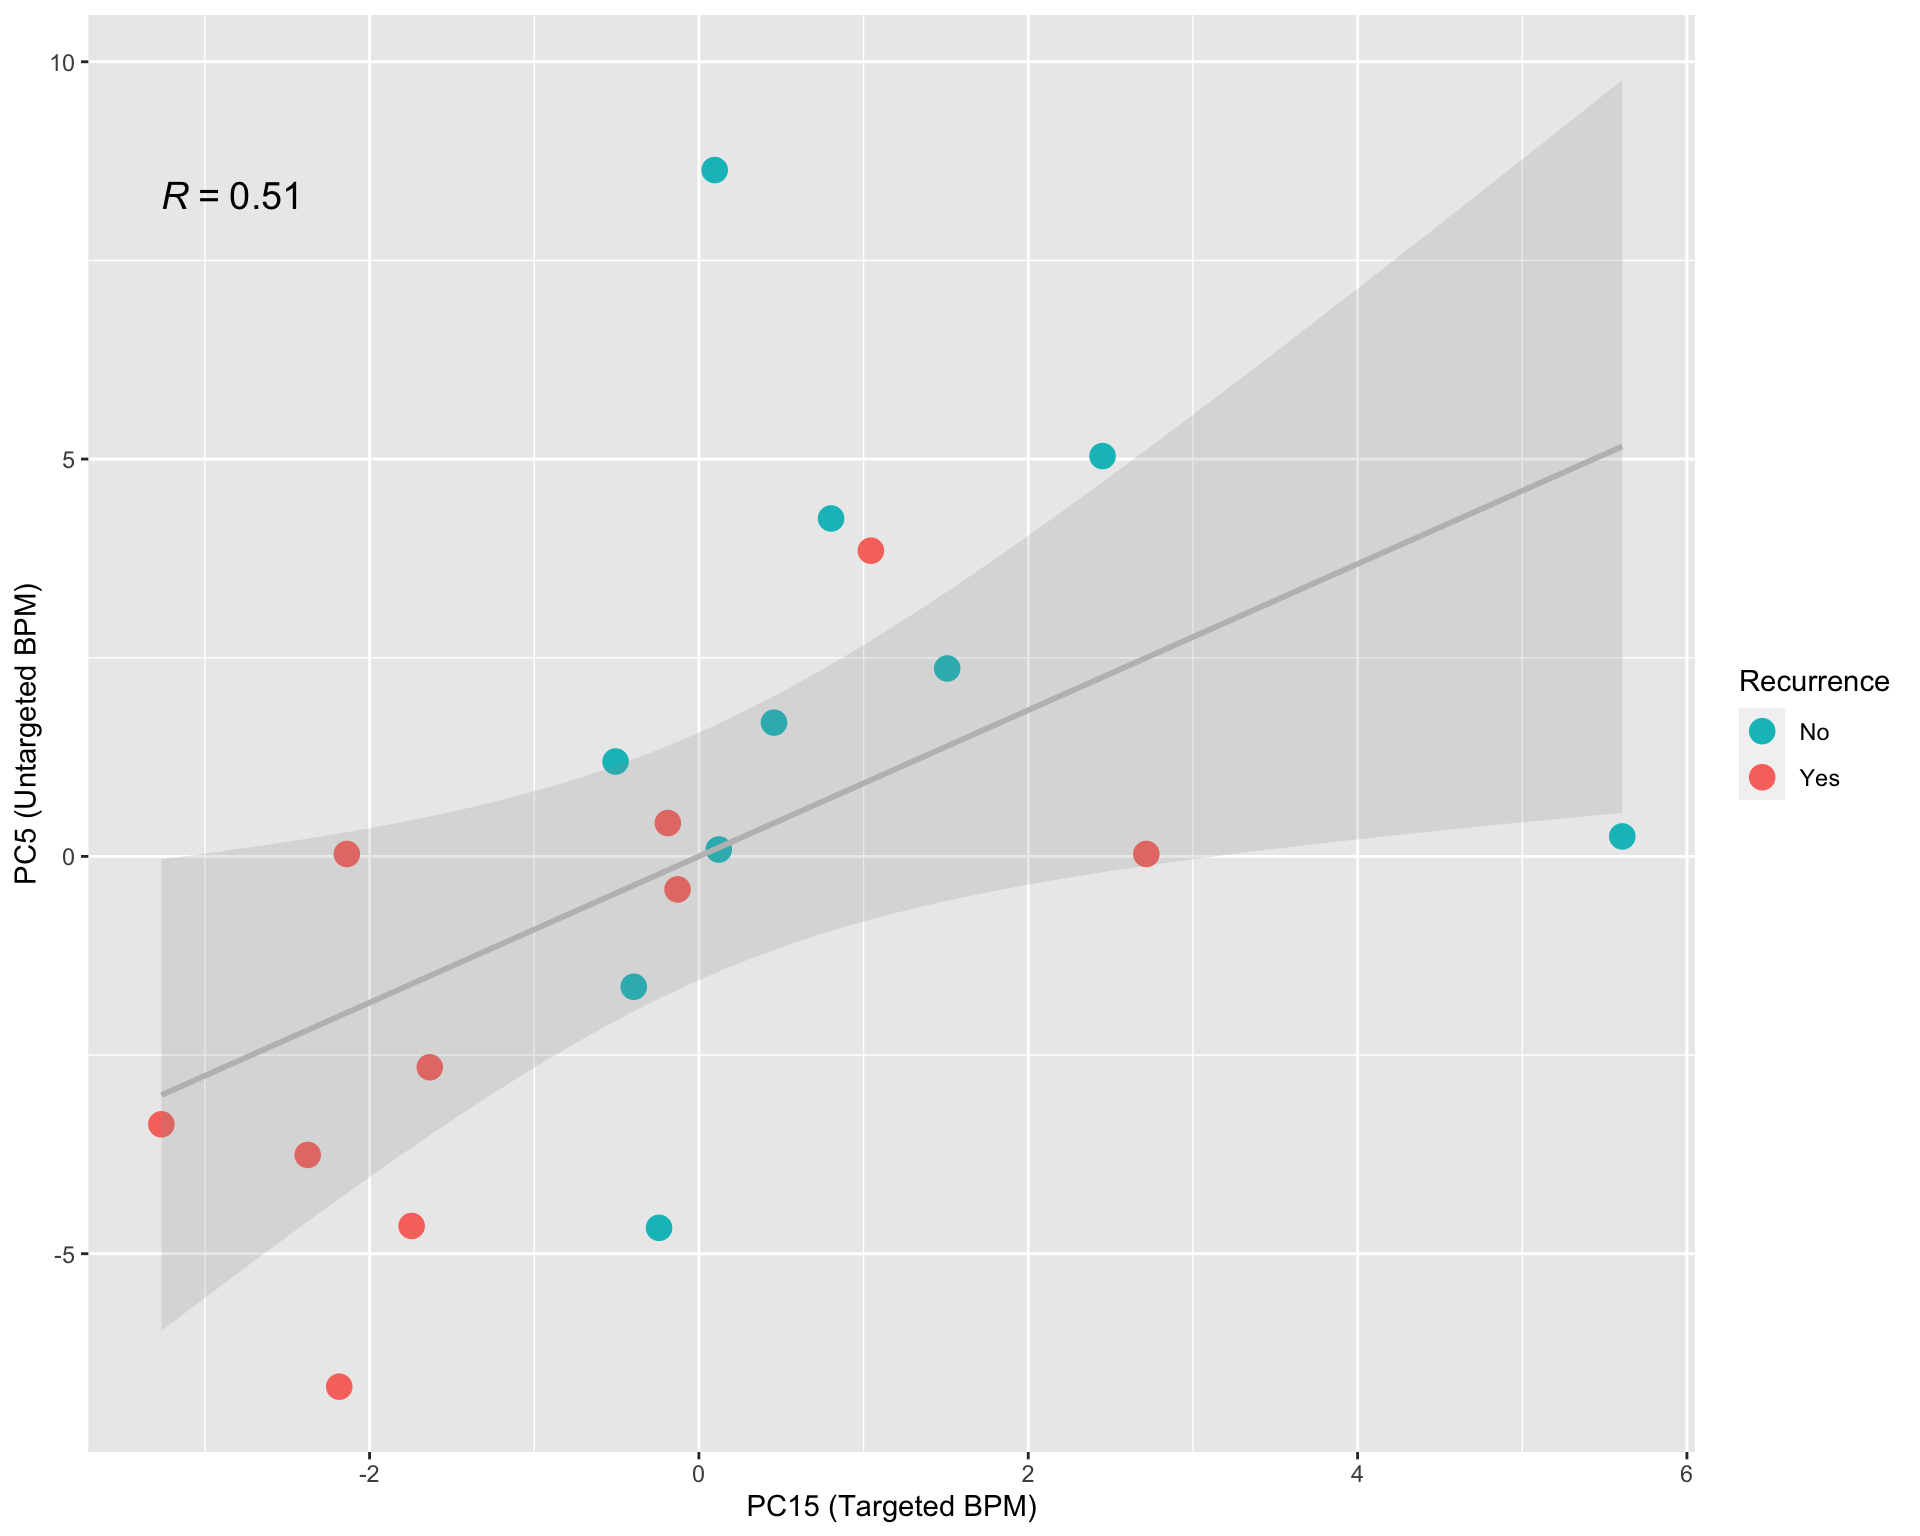 10
5
0
-5
PC5 (Untargeted BPM)
R = 0.51
-2
0
2
4
6
PC15 (Targeted BPM)
Recurrence
No
Yes